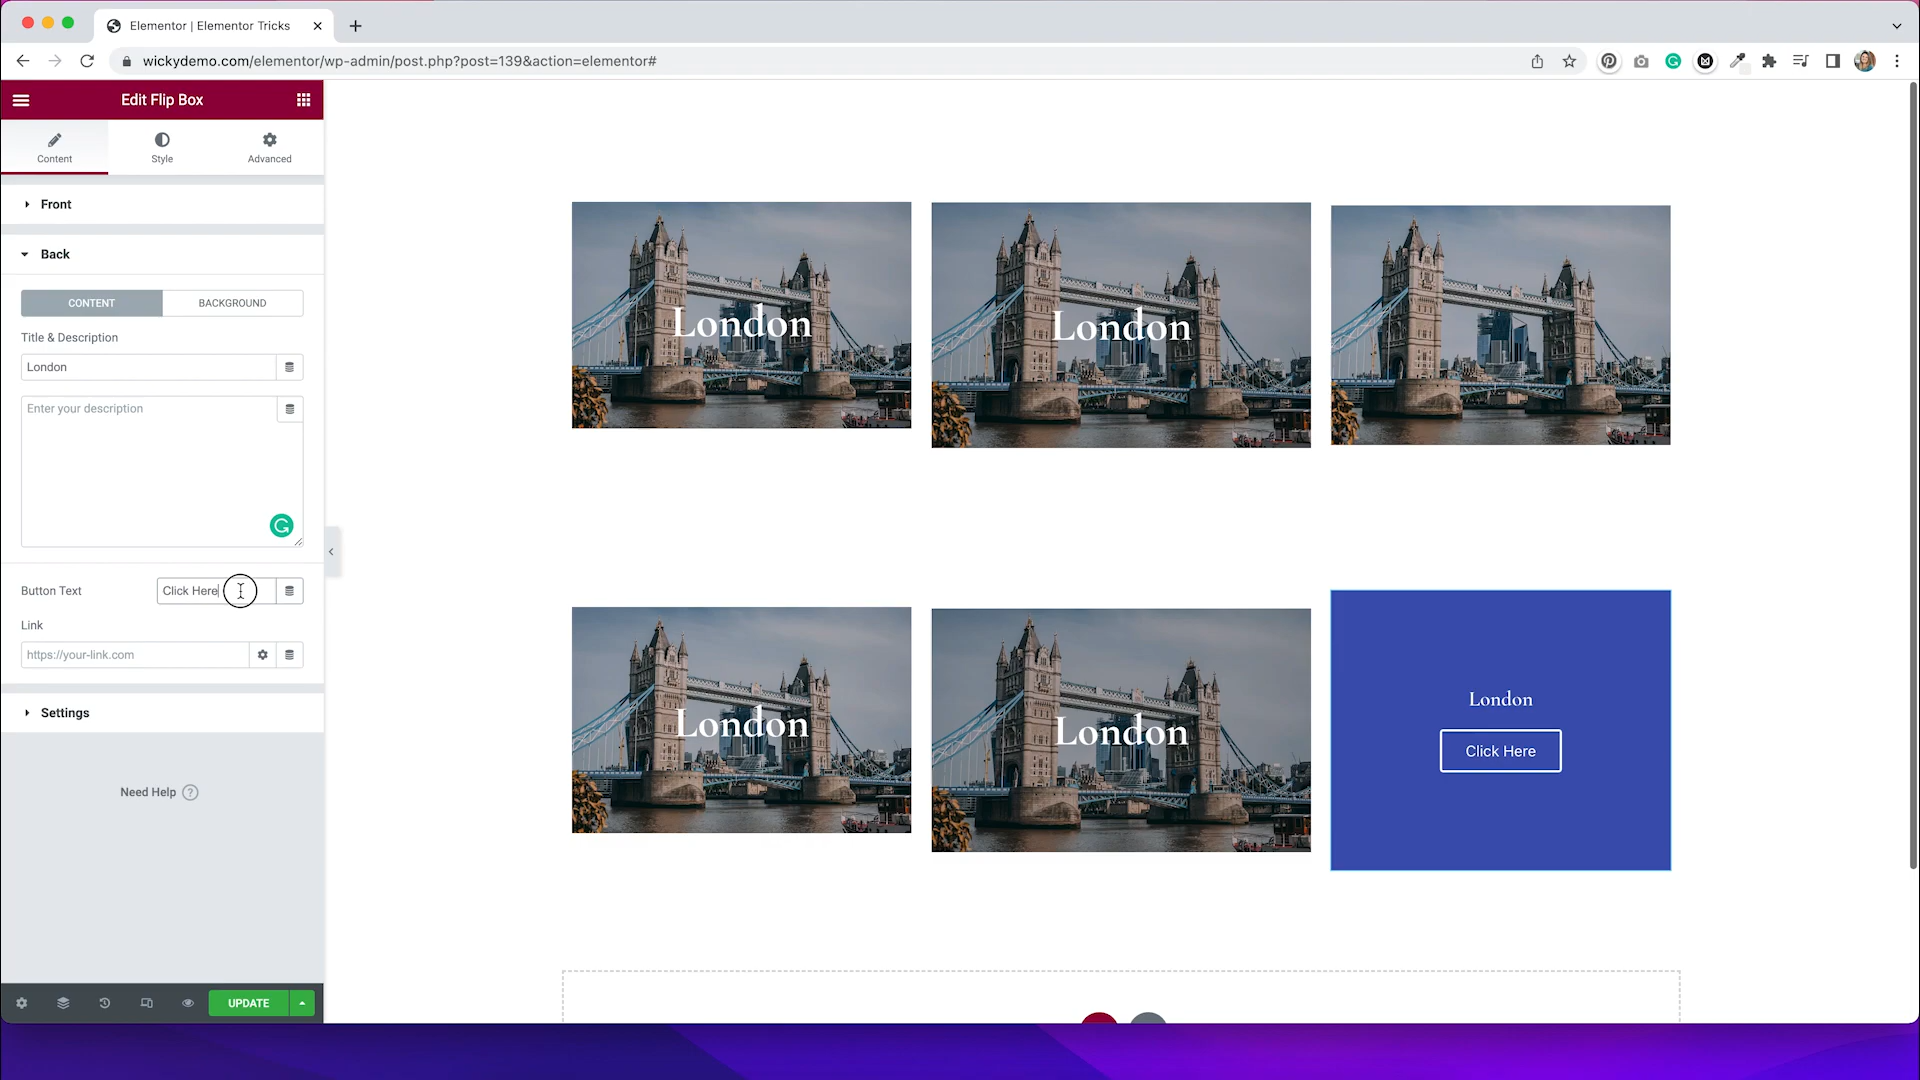 Elementor | Elementor Tricks
wickydemo.com/elementor/wp-admin/post.php?post=139&action=elementor#
Edit Flip Box
Content
Style
Advanced
Front
Back
CONTENT
BACKGROUND
Title & Description
London
Enter your description
Button Text
Click Here
Link
https://your-link.com
Settings
Need Help ?
UPDATE
London
London
London
London
London
Click Here